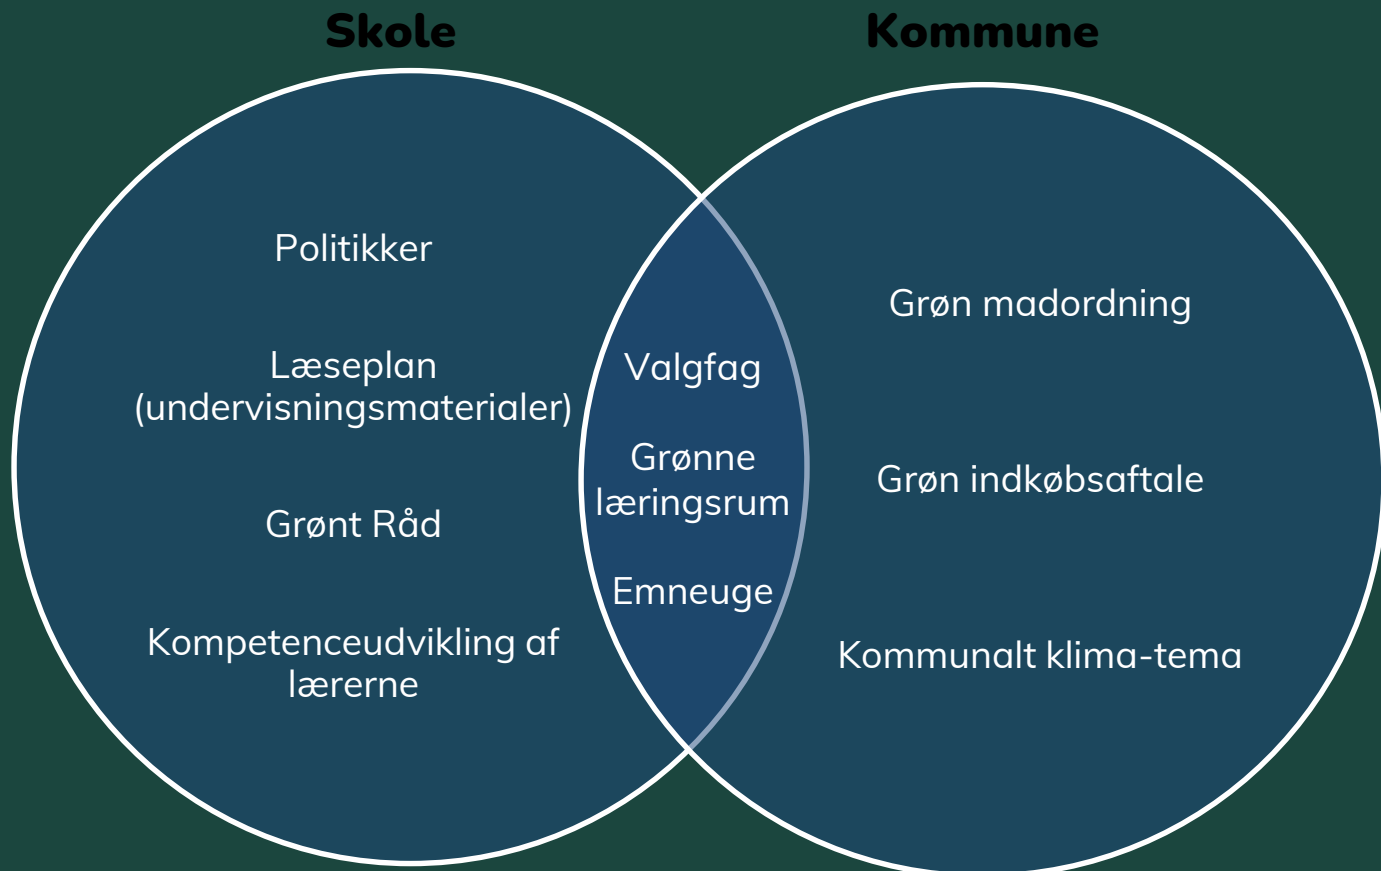 Skole
Kommune
Politikker
Læseplan
(undervisningsmaterialer)
Grønt Råd
Kompetenceudvikling af
lærerne
Valgfag
Grønne
læringsrum
Emneuge
Grøn madordning
Grøn indkøbsaftale
Kommunalt klima-tema